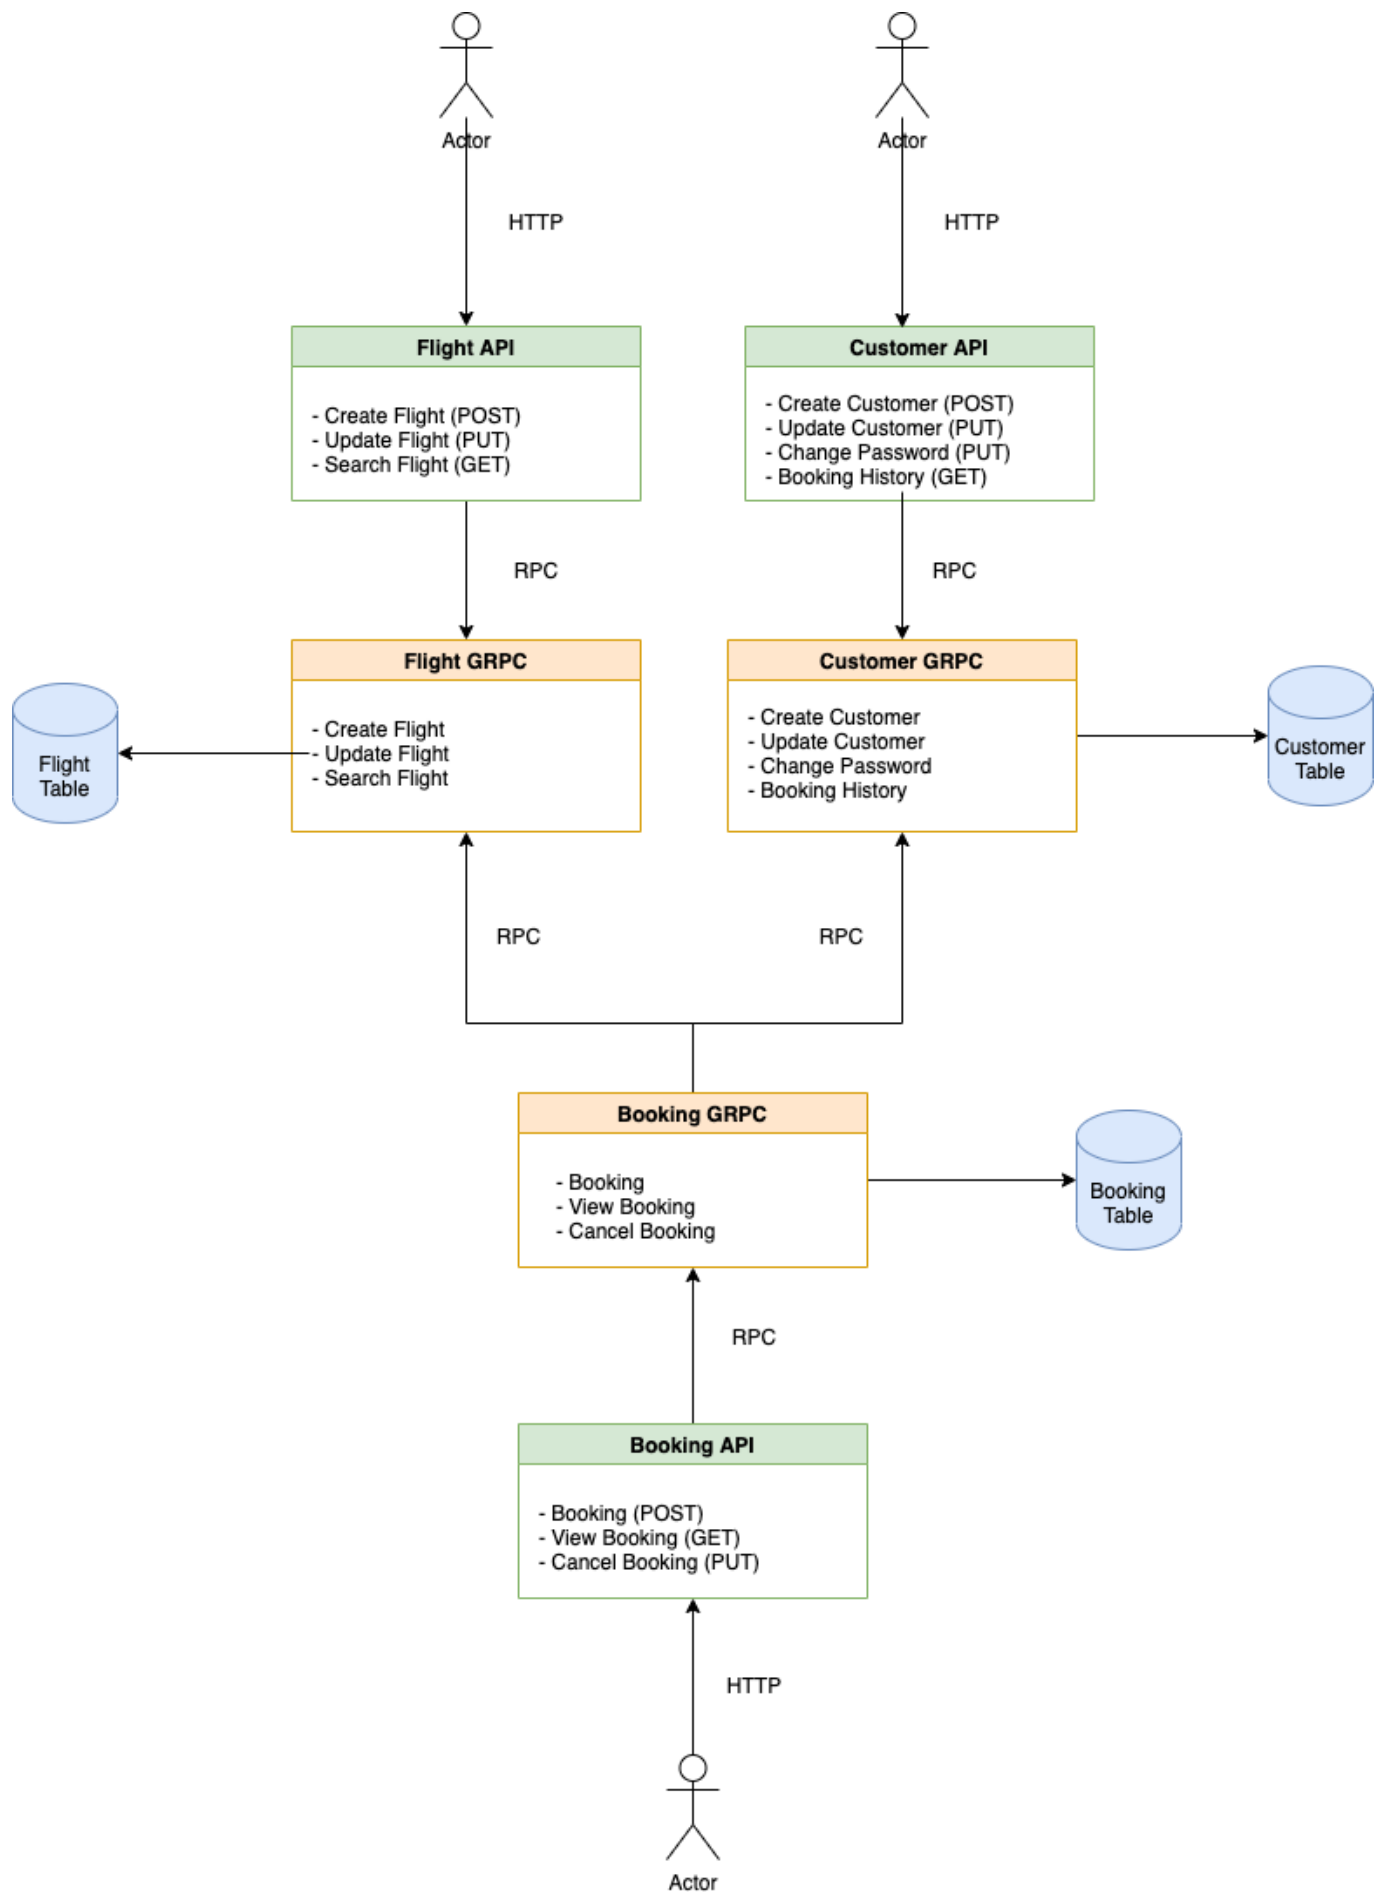 Actor
Actor
HTTP
HTTP
Flight API
- Create Flight (POST)
- Update Flight (PUT)
- Search Flight (GET)
Customer API
- Create Customer (POST)
- Update Customer (PUT)
- Change Password (PUT)
- Booking History (GET)
RPC
RPC
Flight GRPC
- Create Flight
- Update Flight
- Search Flight
Customer GRPC
- Create Customer
- Update Customer
- Change Password
- Booking History
Flight
Table
Customer
Table
RPC
RPC
Booking GRPC
- Booking
- View Booking
- Cancel Booking
Booking
Table
RPC
Booking API
- Booking (POST)
- View Booking (GET)
- Cancel Booking (PUT)
HTTP
Actor